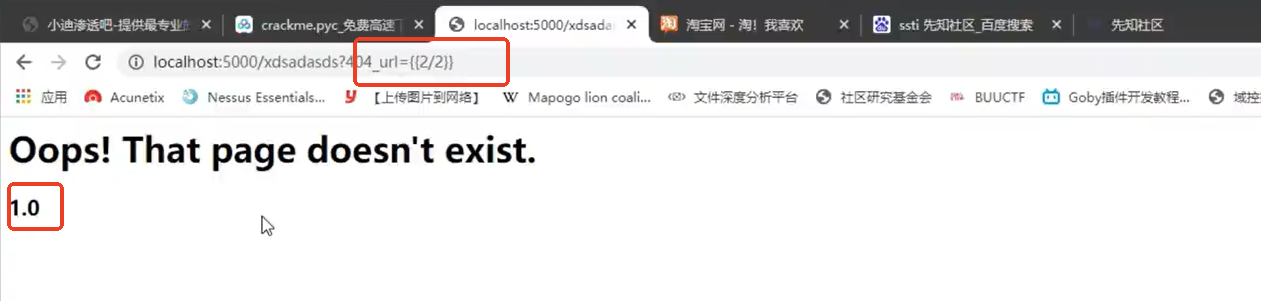 小迪渗透吧-提供最专业
crackme.pyc_免费高速
localhost:5000/xdsada
淘宝网 - 淘！我喜欢
ssti 先知社区_百度搜索
先知社区
localhost:5000/xdsadasds?404_url={{2/2}}
应用
Acunetix
Nessus Essentials...
【上传图片到网络】
Mapogo lion coali...
文件深度分析平台
社区研究基金会
BUUCTF
Goby插件开发教程...
域控
Oops! That page doesn't exist.
1.0